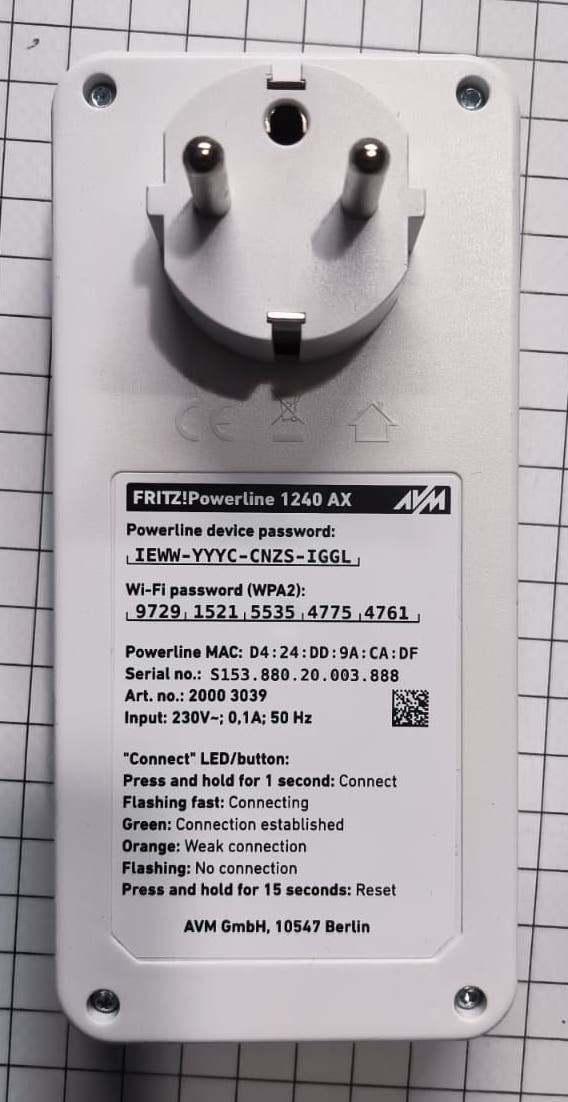 CE
FRITZ!Powerline 1240 AX AVM
Powerline device password:
IEWW-YYYC-CNZS-IGGL
Wi-Fi password (WPA2):
9729 1521 5535 4775 4761
Powerline MAC: D4:24:DD:9A:CA:DF
Serial no.: S153.880.20.003.888
Art. no.: 2000 3039
Input: 230V~; 0,1A; 50 Hz
"Connect" LED/button:
Press and hold for 1 second: Connect
Flashing fast: Connecting
Green: Connection established
Orange: Weak connection
Flashing: No connection
Press and hold for 15 seconds: Reset
AVM GmbH, 10547 Berlin